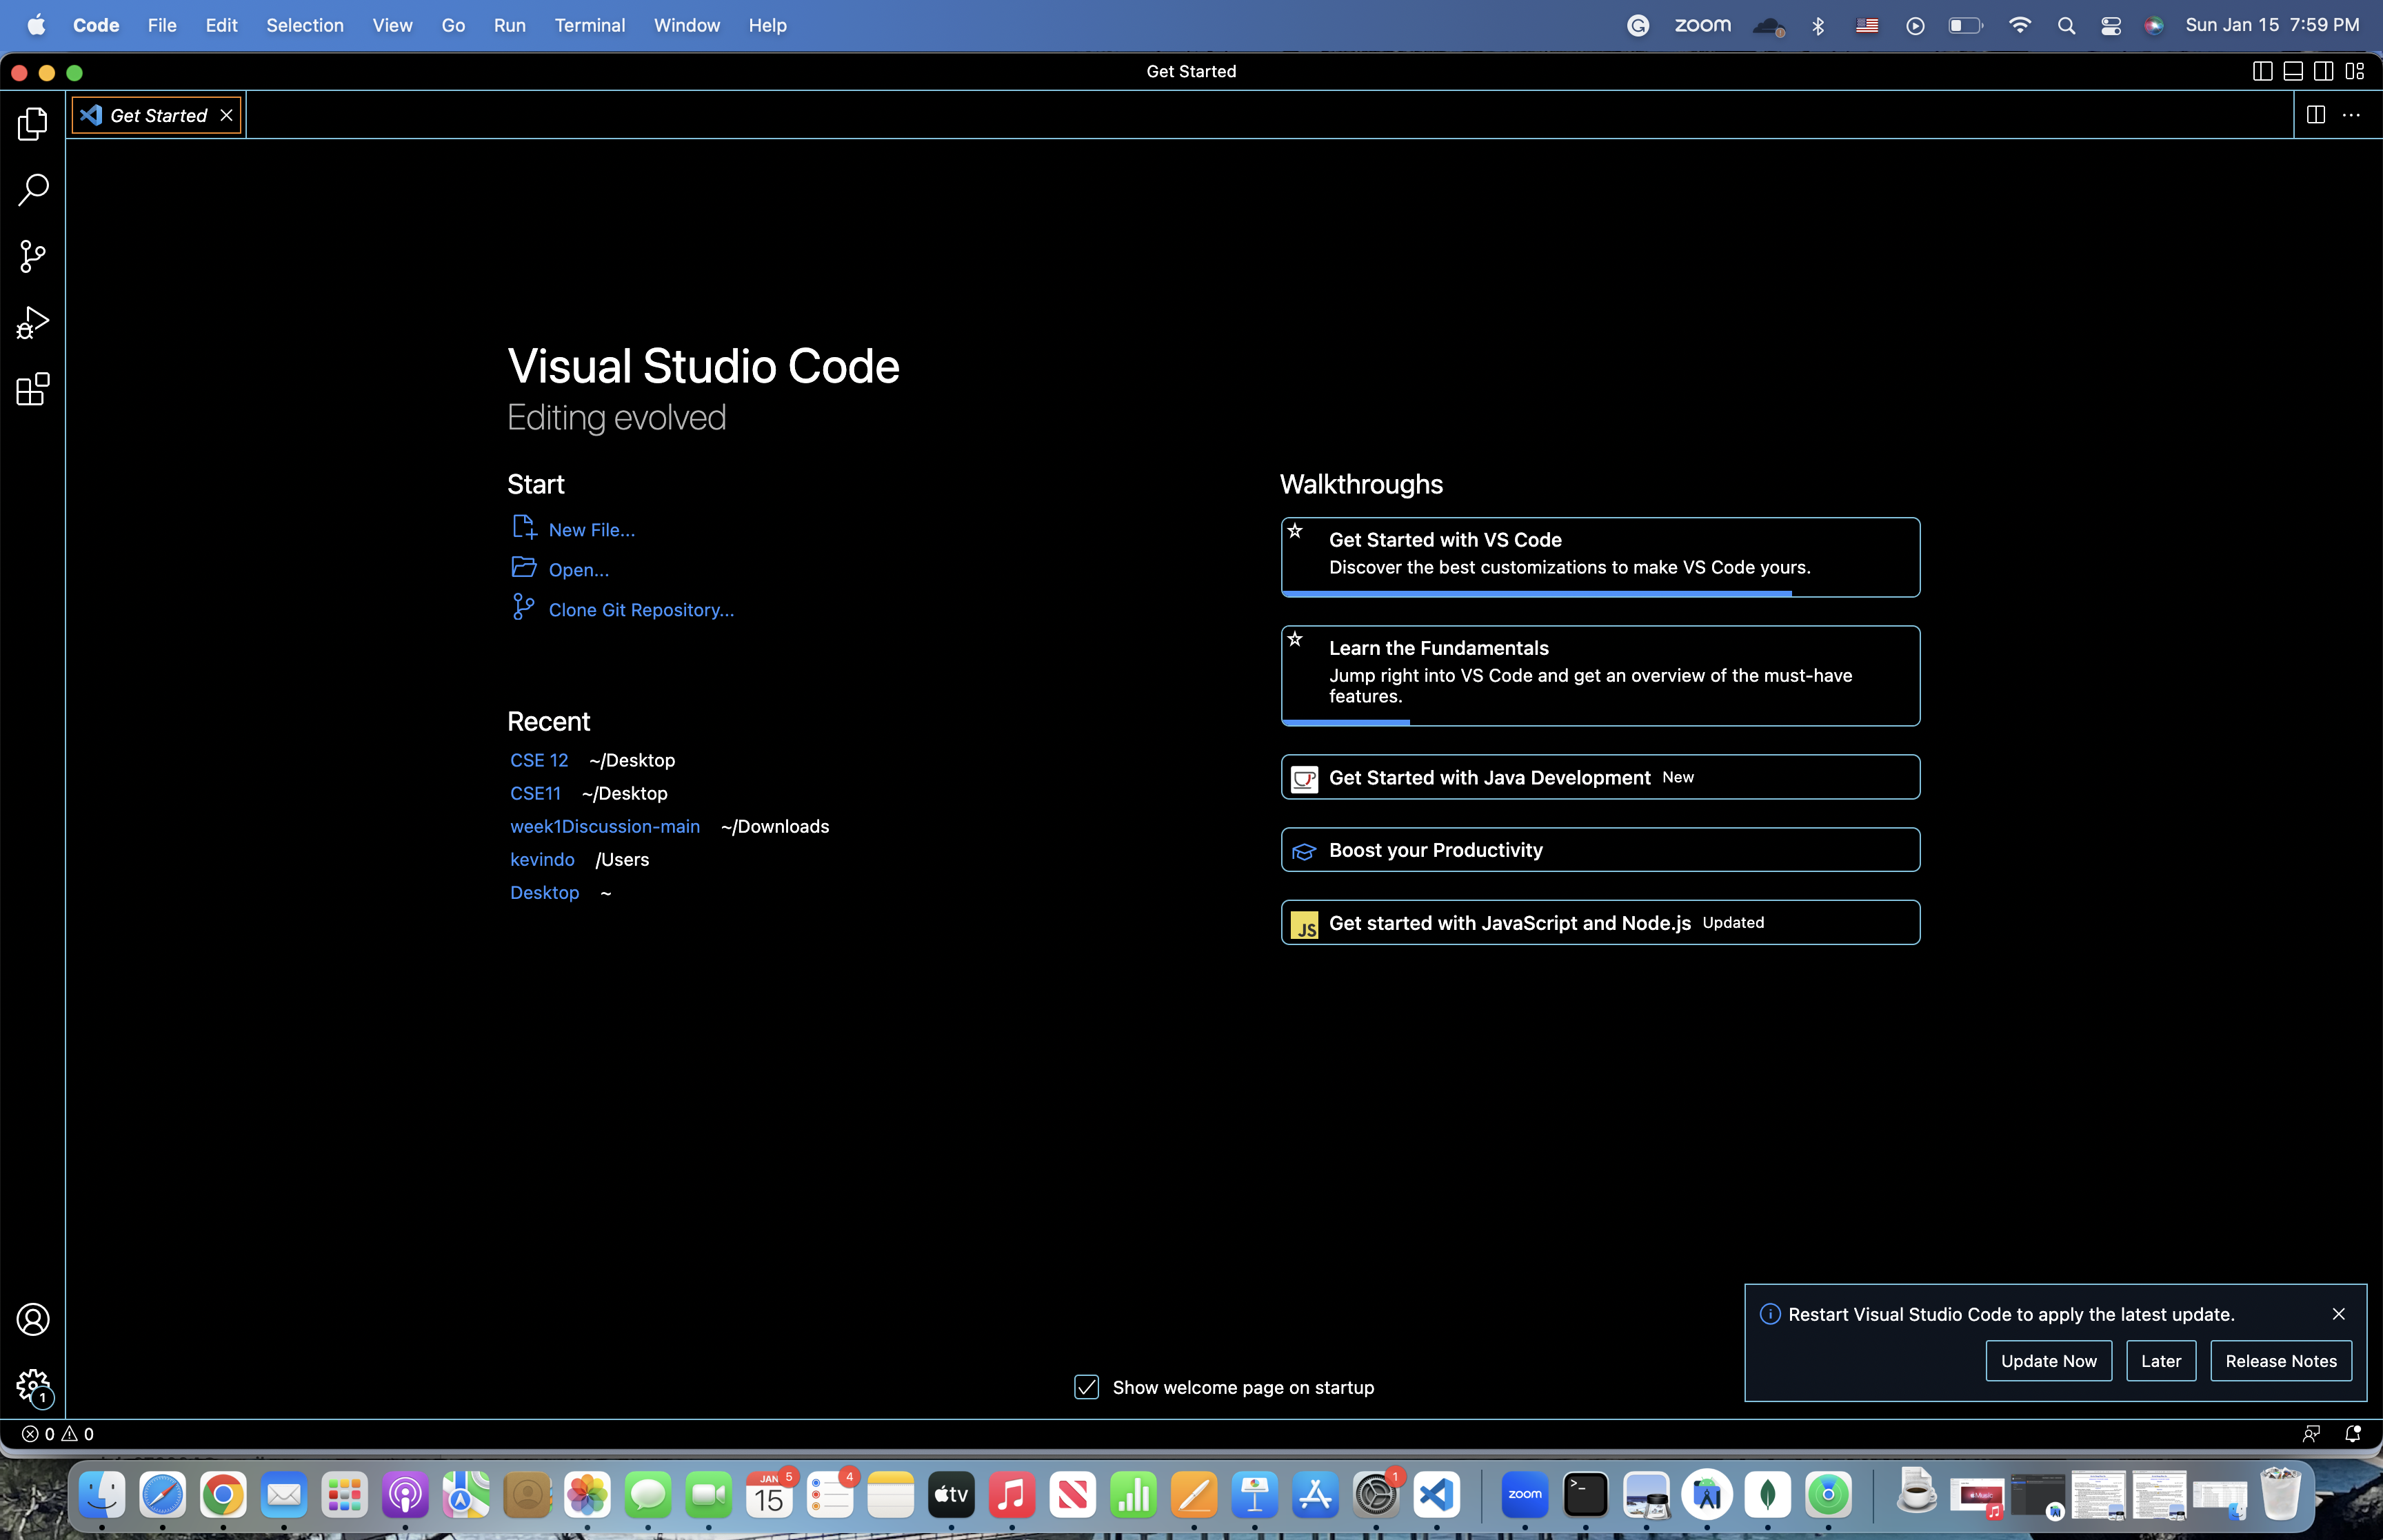 Code File Edit Selection View Go Run Terminal Window Help
zoom Sun Jan 15 7:59 PM
Get Started
Get Started
Visual Studio Code
Editing evolved
Start
New File...
Open...
Clone Git Repository...
Recent
CSE 12 ~/Desktop
CSE11 ~/Desktop
week1Discussion-main ~/Downloads
kevindo /Users
Desktop ~
Walkthroughs
Get Started with VS Code
Discover the best customizations to make VS Code yours.
Learn the Fundamentals
Jump right into VS Code and get an overview of the must-have
features.
Get Started with Java Development New
Boost your Productivity
JS Get started with JavaScript and Node.js Updated
Restart Visual Studio Code to apply the latest update.
Update Now Later Release Notes
Show welcome page on startup
1
0 0
JAN 5
15
4
tv
1
zoom
>_
Music